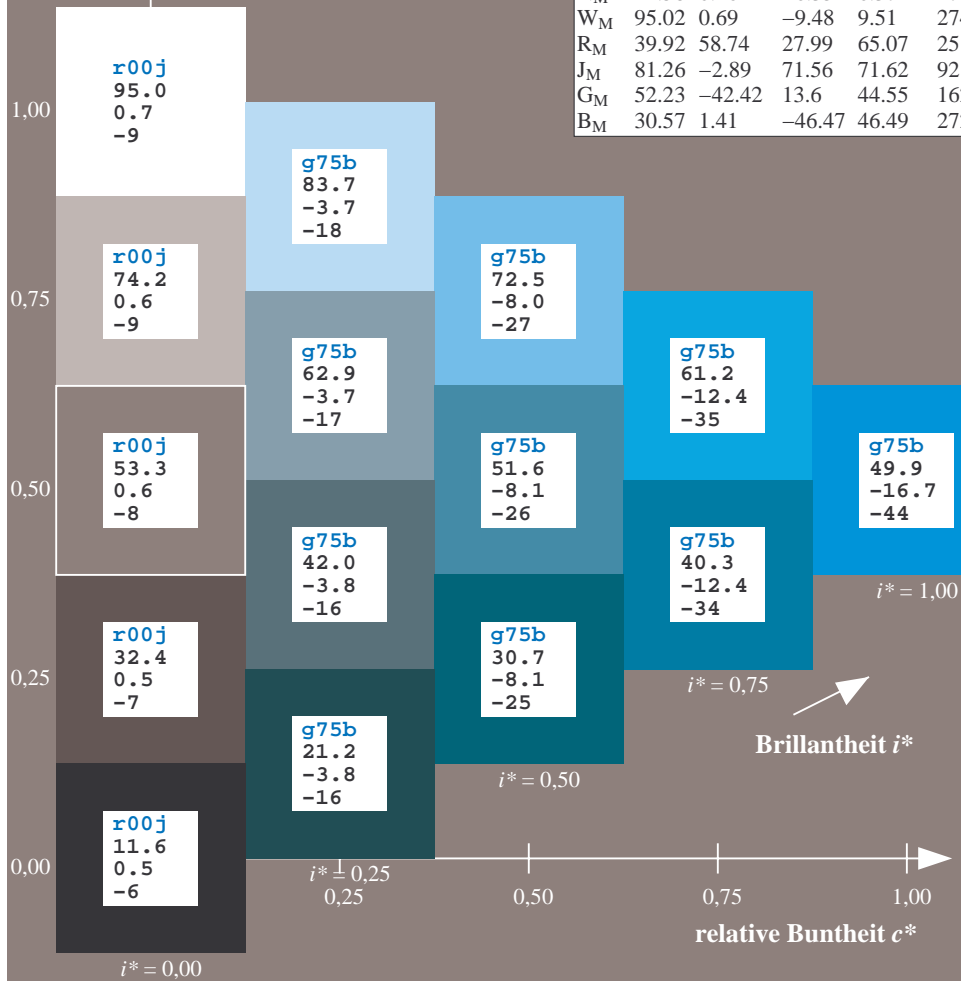 W_M 95.02 0.69 −9.48 9.51
R_M 39.92 58.74 27.99 65.07
J_M 81.26 −2.89 71.56 71.62
G_M 52.23 −42.42 13.6 44.55
B_M 30.57 1.41 −46.47 46.49
1,00
r00j
95.0
0.7
−9
g75b
83.7
−3.7
−18
0,75
r00j
74.2
0.6
−9
g75b
72.5
−8.0
−27
g75b
62.9
−3.7
−17
g75b
61.2
−12.4
−35
0,50
r00j
53.3
0.6
−8
g75b
51.6
−8.1
−26
g75b
49.9
−16.7
−44
i* = 1,00
g75b
42.0
−3.8
−16
g75b
40.3
−12.4
−34
i* = 0,75
0,25
r00j
32.4
0.5
−7
g75b
30.7
−8.1
−25
i* = 0,50
Brillantheit i*
g75b
21.2
−3.8
−16
i* = 0,25
0,00
r00j
11.6
0.5
−6
i* = 0,00
0,25 0,50 0,75 1,00
relative Buntheit c*